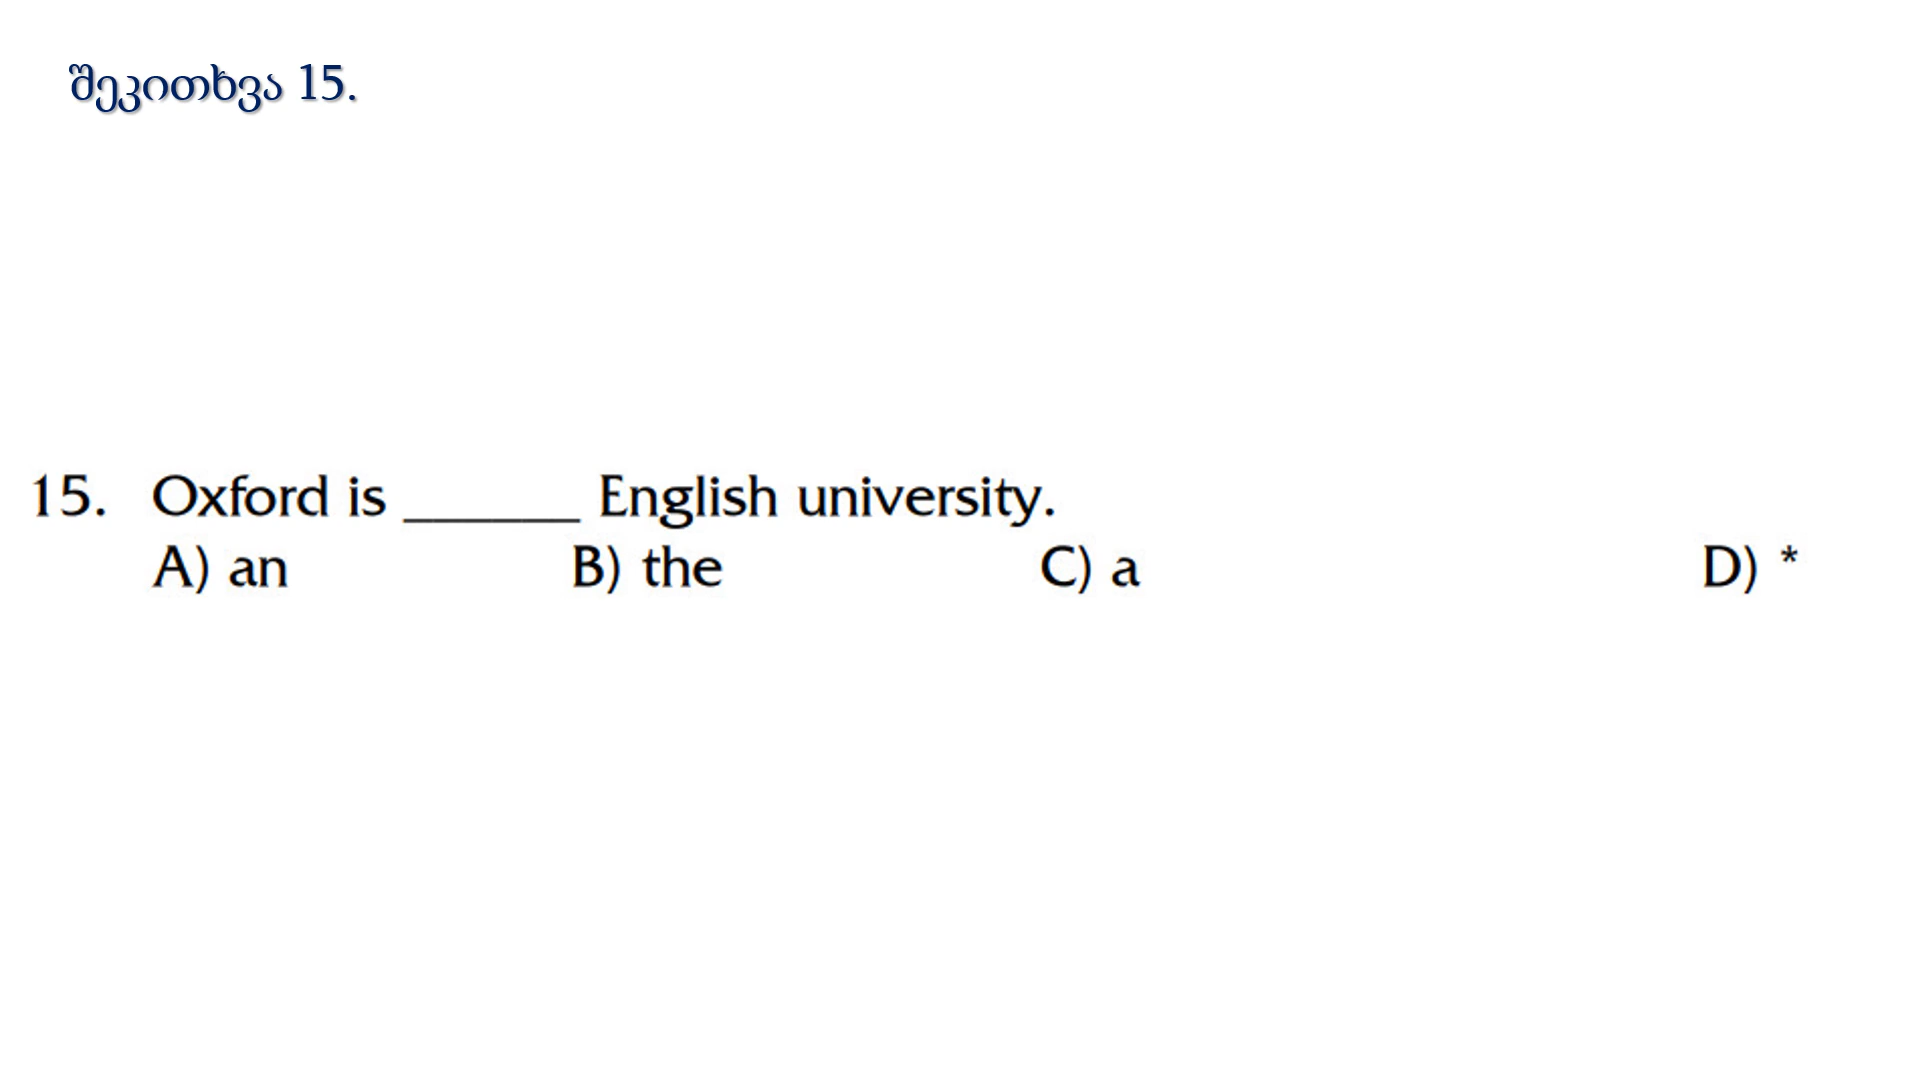 შეკითხვა 15.
15. Oxford is ______ English university.
A) an B) the C) a D) *